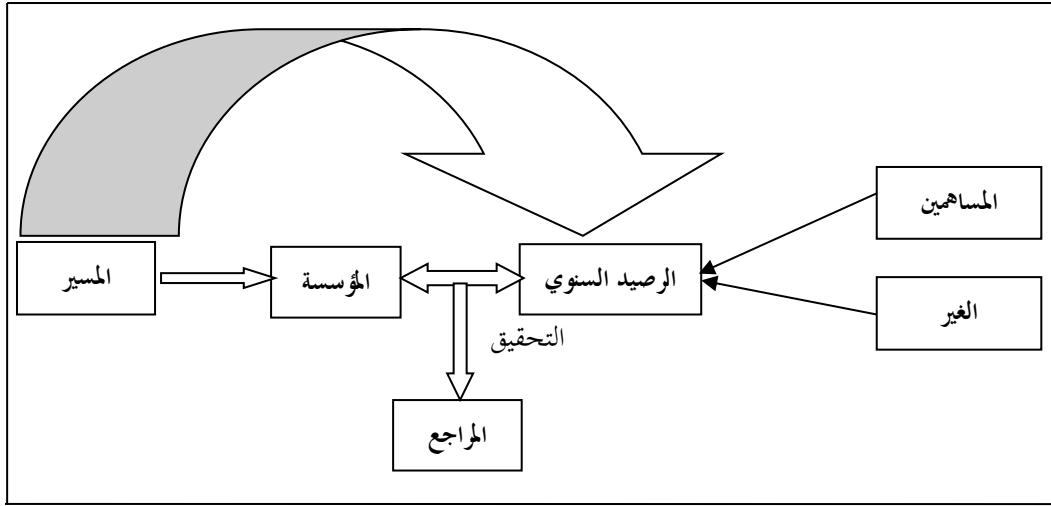 المساهمين
المسير
المؤسسة
الرصيد السنوي
الغير
التحقيق
المراجع